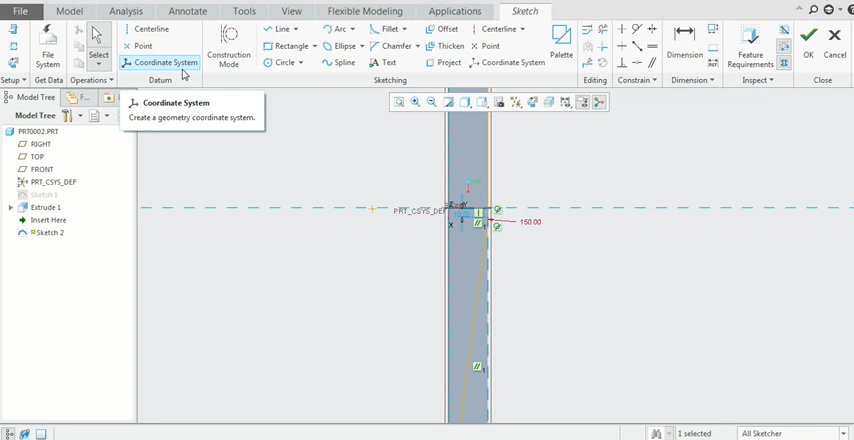 File Model Analysis Annotate Tools View Flexible Modeling Applications Sketch
Centerline Line Arc Fillet Offset Centerline
Point Rectangle Ellipse Chamfer Thicken Point
Coordinate System Circle Spline Text Project Coordinate System
File System
Select
Construction Mode
Palette
Dimension
Feature Requirements
OK Cancel
Setup Get Data Operations Datum Sketching Editing Constrain Dimension Inspect Close
Model Tree F...
Model Tree
Coordinate System
Create a geometry coordinate system.
PRT0002.PRT
RIGHT
TOP
FRONT
PRT_CSYS_DEF
Sketch 1
Extrude 1
Insert Here
Sketch 2
PRT_CSYS_DEF
Z
Y
X
150.00
1
1
1 selected All Sketcher